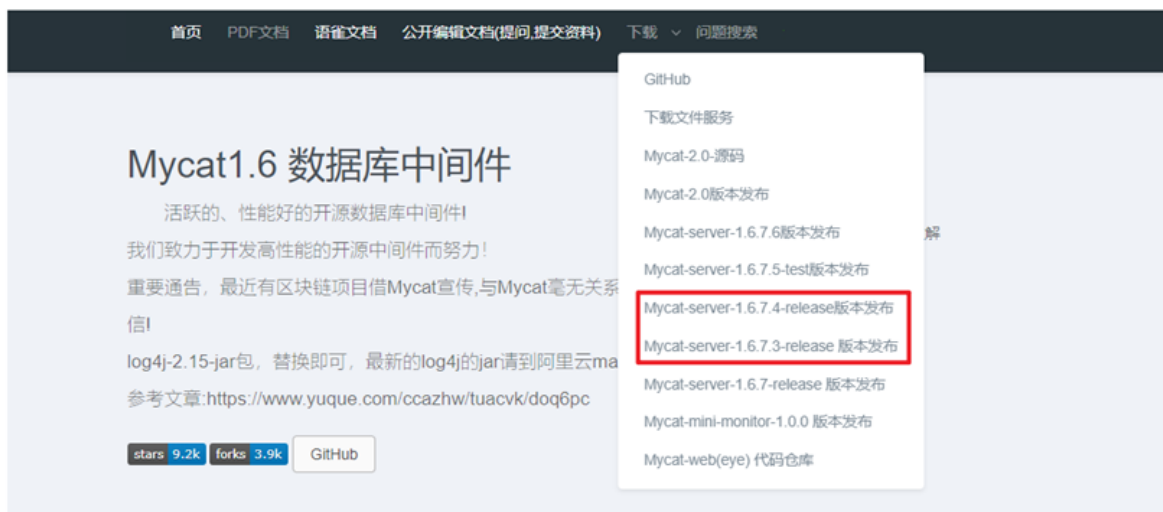 首页 PDF文档 语雀文档 公开编辑文档(提问,提交资料) 下载 问题搜索
GitHub
下载文件服务
Mycat-2.0-源码
Mycat-2.0版本发布
Mycat-server-1.6.7.6版本发布
Mycat-server-1.6.7.5-test版本发布
Mycat-server-1.6.7.4-release版本发布
Mycat-server-1.6.7.3-release 版本发布
Mycat-server-1.6.7-release 版本发布
Mycat-mini-monitor-1.0.0 版本发布
Mycat-web(eye) 代码仓库
Mycat1.6 数据库中间件
活跃的、性能好的开源数据库中间件!
我们致力于开发高性能的开源中间件而努力!
重要通告，最近有区块链项目借Mycat宣传,与Mycat毫无关系
解
信!
log4j-2.15-jar包，替换即可，最新的log4j的jar请到阿里云ma
参考文章:https://www.yuque.com/ccazhw/tuacvk/doq6pc
stars 9.2k forks 3.9k GitHub